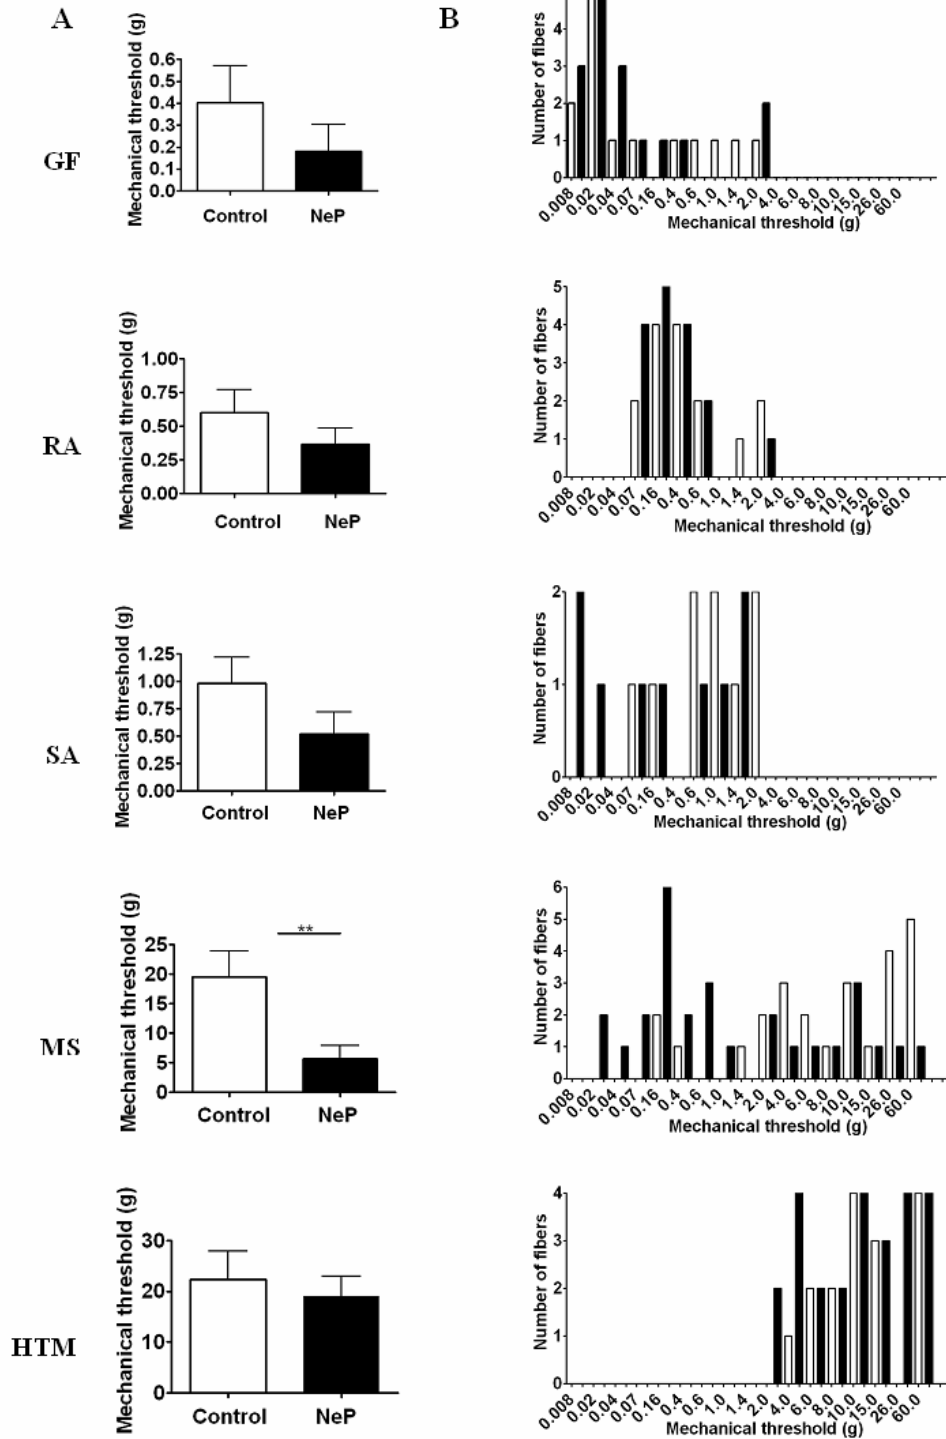 A
B
GF
Mechanical threshold (g)
0.6
0.5
0.4
0.3
0.2
0.1
0.0
Control NeP
Number of fibers
4
3
2
1
0
0.008 0.02 0.04 0.07 0.16 0.4 0.6 1.0 1.4 2.0 4.0 6.0 8.0 10.0 15.0 26.0 60.0
Mechanical threshold (g)
RA
Mechanical threshold (g)
1.00
0.75
0.50
0.25
0.00
Control NeP
Number of fibers
5
4
3
2
1
0
0.008 0.02 0.04 0.07 0.16 0.4 0.6 1.0 1.4 2.0 4.0 6.0 8.0 10.0 15.0 26.0 60.0
Mechanical threshold (g)
SA
Mechanical threshold (g)
1.25
1.00
0.75
0.50
0.25
0.00
Control NeP
Number of fibers
2
1
0
0.008 0.02 0.04 0.07 0.16 0.4 0.6 1.0 1.4 2.0 4.0 6.0 8.0 10.0 15.0 26.0 60.0
Mechanical threshold (g)
MS
Mechanical threshold (g)
25
20
15
10
5
0
**
Control NeP
Number of fibers
6
5
4
3
2
1
0
0.008 0.02 0.04 0.07 0.16 0.4 0.6 1.0 1.4 2.0 4.0 6.0 8.0 10.0 15.0 26.0 60.0
Mechanical threshold (g)
HTM
Mechanical threshold (g)
30
20
10
0
Control NeP
Number of fibers
4
3
2
1
0
0.008 0.02 0.04 0.07 0.16 0.4 0.6 1.0 1.4 2.0 4.0 6.0 8.0 10.0 15.0 26.0 60.0
Mechanical threshold (g)